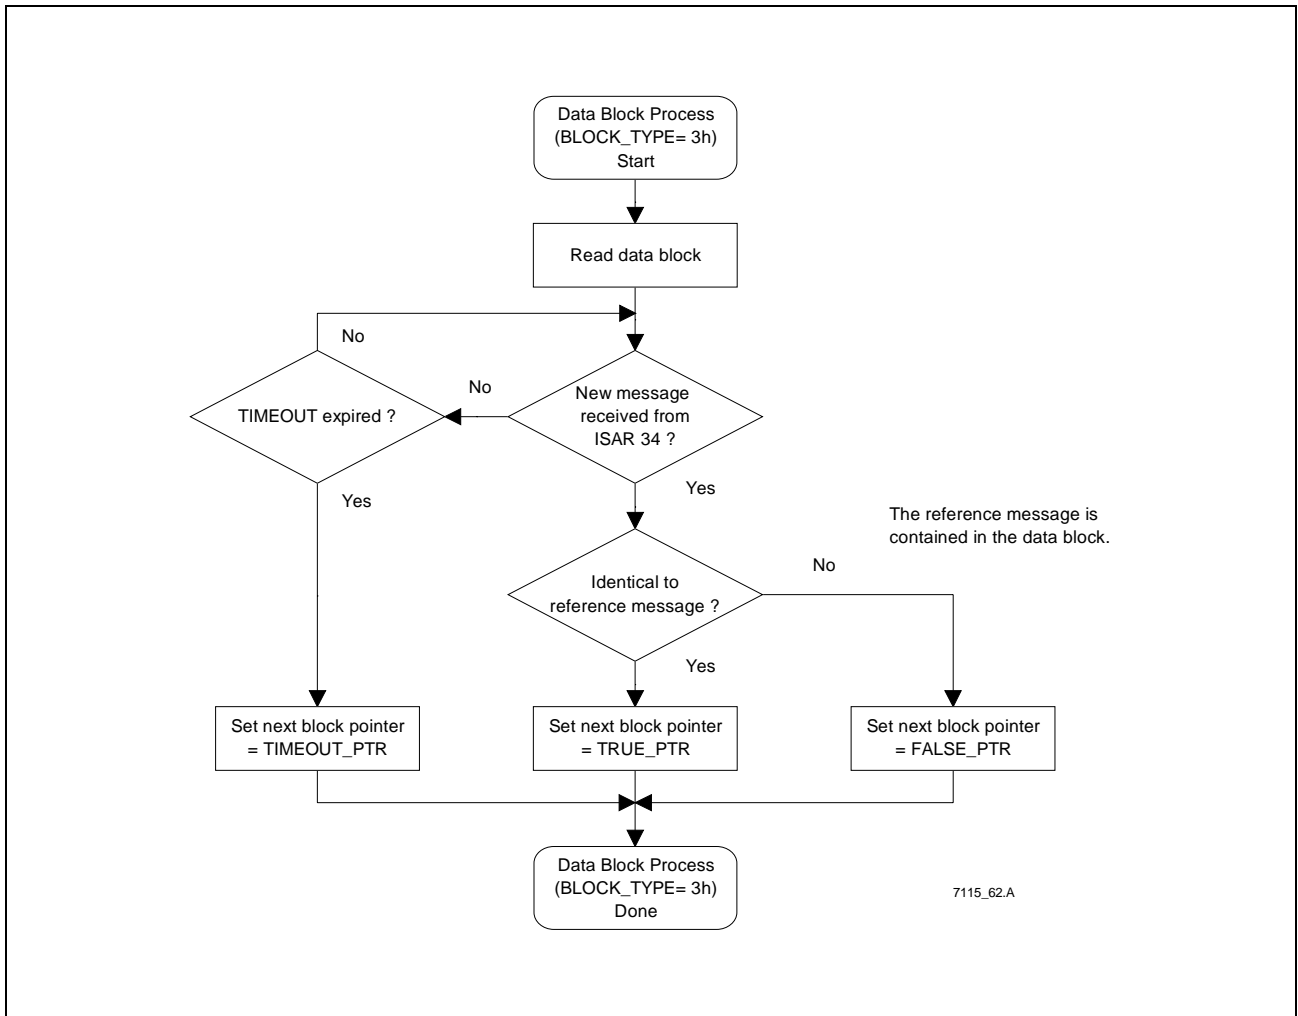 Data Block Process
(BLOCK_TYPE= 3h)
Start
Read data block
No
No
TIMEOUT expired ?
New message
received from
ISAR 34 ?
Yes
Yes
The reference message is
contained in the data block.
No
Identical to
reference message ?
Yes
Set next block pointer
= TIMEOUT_PTR
Set next block pointer
= TRUE_PTR
Set next block pointer
= FALSE_PTR
Data Block Process
(BLOCK_TYPE= 3h)
Done
7115_62.A